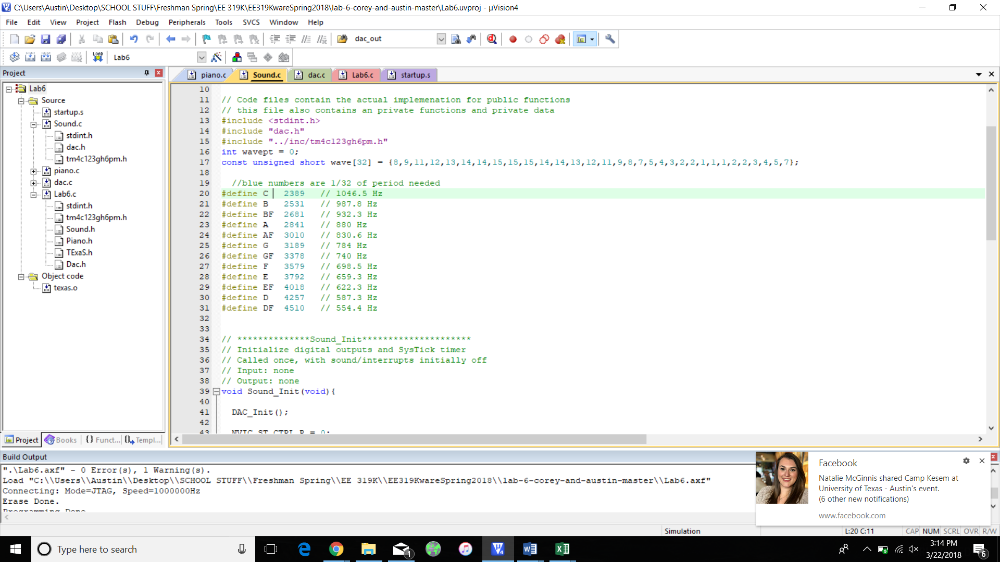 C:\Users\Austin\Desktop\SCHOOL STUFF\Freshman Spring\EE 319K\EE319KwareSpring2018\lab-6-corey-and-austin-master\Lab6.uvproj - µVision4
File Edit View Project Flash Debug Peripherals Tools SVCS Window Help
dac_out
LOAD Lab6
Project
piano.c Sound.c dac.c Lab6.c startup.s
Lab6
Source
startup.s
Sound.c
stdint.h
dac.h
tm4c123gh6pm.h
piano.c
dac.c
Lab6.c
stdint.h
tm4c123gh6pm.h
Sound.h
Piano.h
TExaS.h
Dac.h
Object code
texas.o
Project Books Funct... Templ...
10
11 // Code files contain the actual implemenation for public functions
12 // this file also contains an private functions and private data
13 #include <stdint.h>
14 #include "dac.h"
15 #include "../inc/tm4c123gh6pm.h"
16 int wavept = 0;
17 const unsigned short wave[32] = {8,9,11,12,13,14,14,15,15,15,14,14,13,12,11,9,8,7,5,4,3,2,2,1,1,1,2,2,3,4,5,7};
18
19 //blue numbers are 1/32 of period needed
20 #define C 2389 // 1046.5 Hz
21 #define B 2531 // 987.8 Hz
22 #define BF 2681 // 932.3 Hz
23 #define A 2841 // 880 Hz
24 #define AF 3010 // 830.6 Hz
25 #define G 3189 // 784 Hz
26 #define GF 3378 // 740 Hz
27 #define F 3579 // 698.5 Hz
28 #define E 3792 // 659.3 Hz
29 #define EF 4018 // 622.3 Hz
30 #define D 4257 // 587.3 Hz
31 #define DF 4510 // 554.4 Hz
32
33
34 // **************Sound_Init*********************
35 // Initialize digital outputs and SysTick timer
36 // Called once, with sound/interrupts initially off
37 // Input: none
38 // Output: none
39 void Sound_Init(void){
40
41 DAC_Init();
42
43 NVIC_ST_CTRL_R = 0;
Build Output
".\Lab6.axf" - 0 Error(s), 1 Warning(s).
Load "C:\\Users\\Austin\\Desktop\\SCHOOL STUFF\\Freshman Spring\\EE 319K\\EE319KwareSpring2018\\lab-6-corey-and-austin-master\\Lab6.axf"
Connecting: Mode=JTAG, Speed=1000000Hz
Erase Done.
Programming Done.
Facebook
Natalie McGinnis shared Camp Kesem at
University of Texas - Austin's event.
(6 other new notifications)
www.facebook.com
Simulation L:20 C:11 CAP NUM SCRL OVR R/W
Type here to search
1
3:14 PM
3/22/2018
6